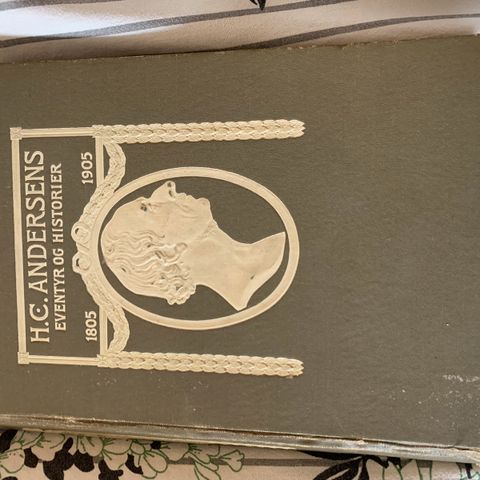 H.C. ANDERSENS
EVENTYR OG HISTORIER
1805 1905